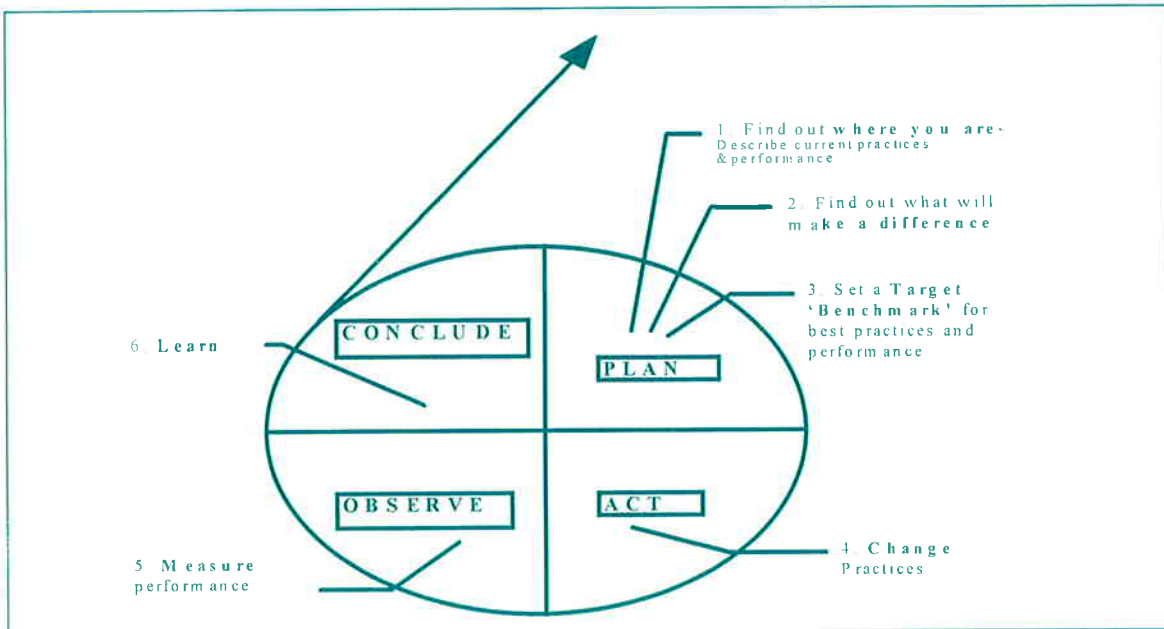 1. Find out where you are-
Describe current practices
& performance
2. Find out what will
make a difference
3. Set a Target
'Benchmark' for
best practices and
performance
CONCLUDE
6. Learn
PLAN
OBSERVE
ACT
5 Measure
performance
4. Change
Practices